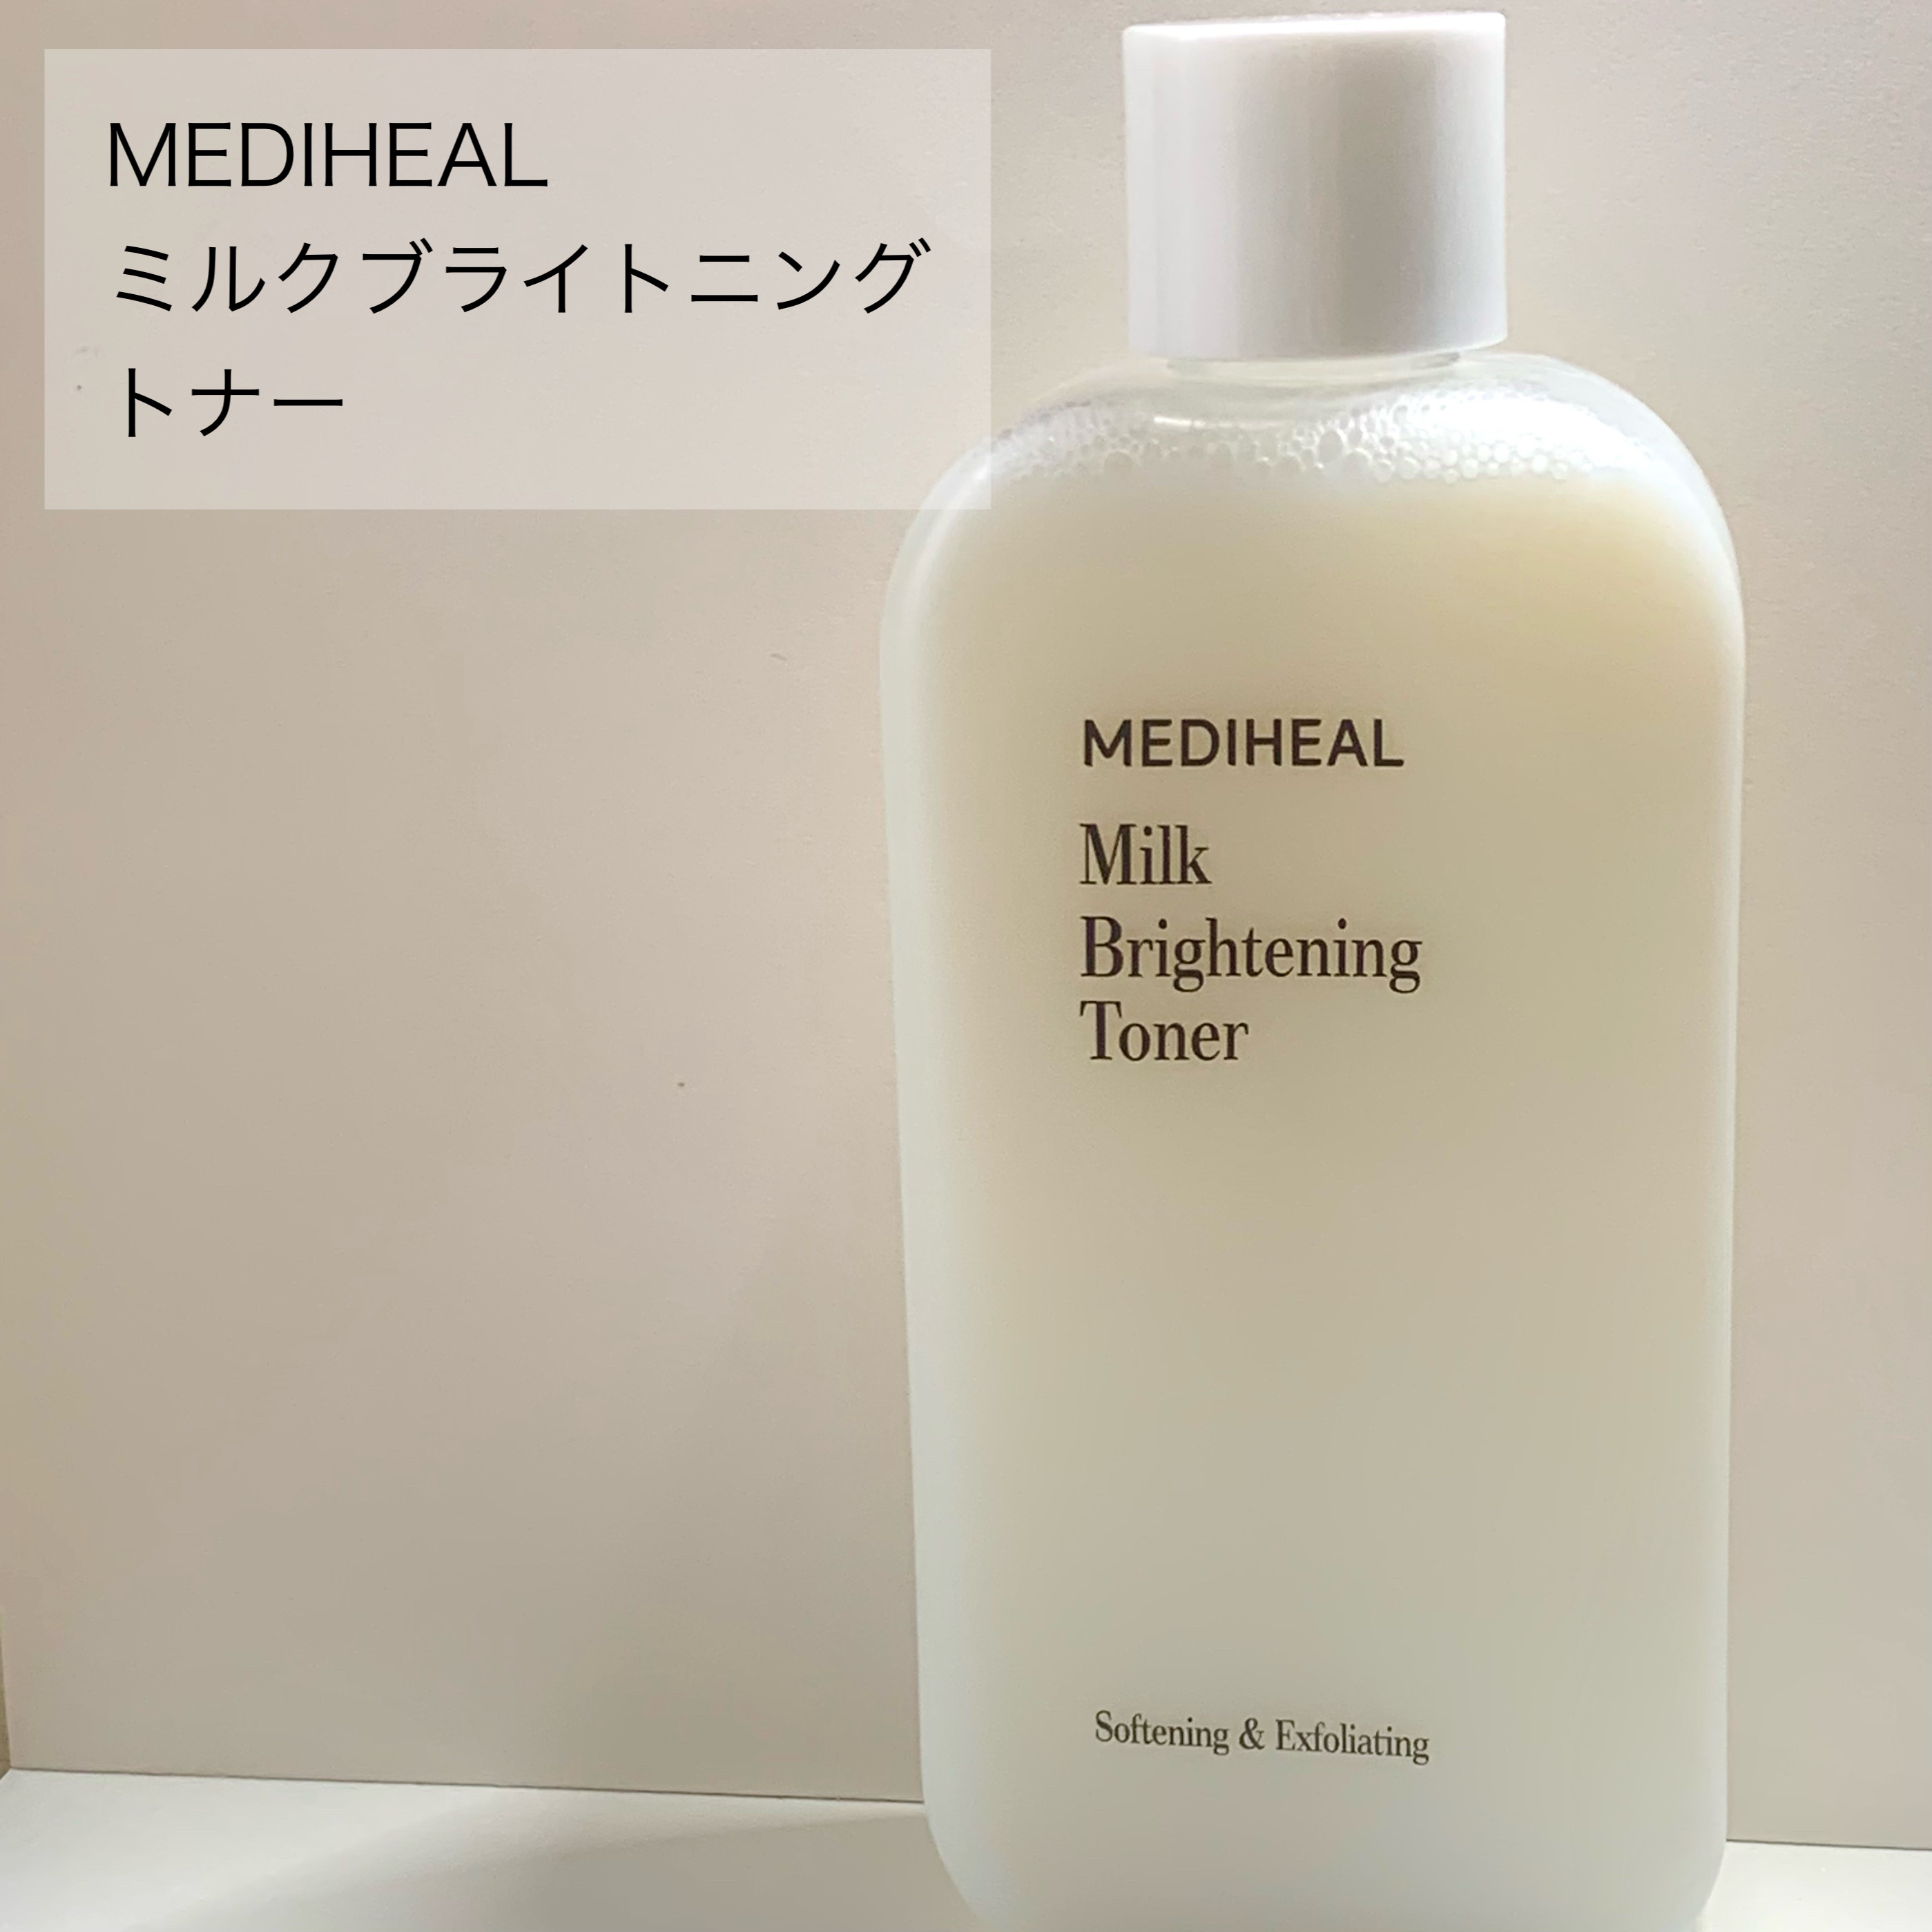 MEDIHEAL
ミルクブライトニング
トナー
MEDIHEAL
Milk
Brightening
Toner
Softening & Exfoliating